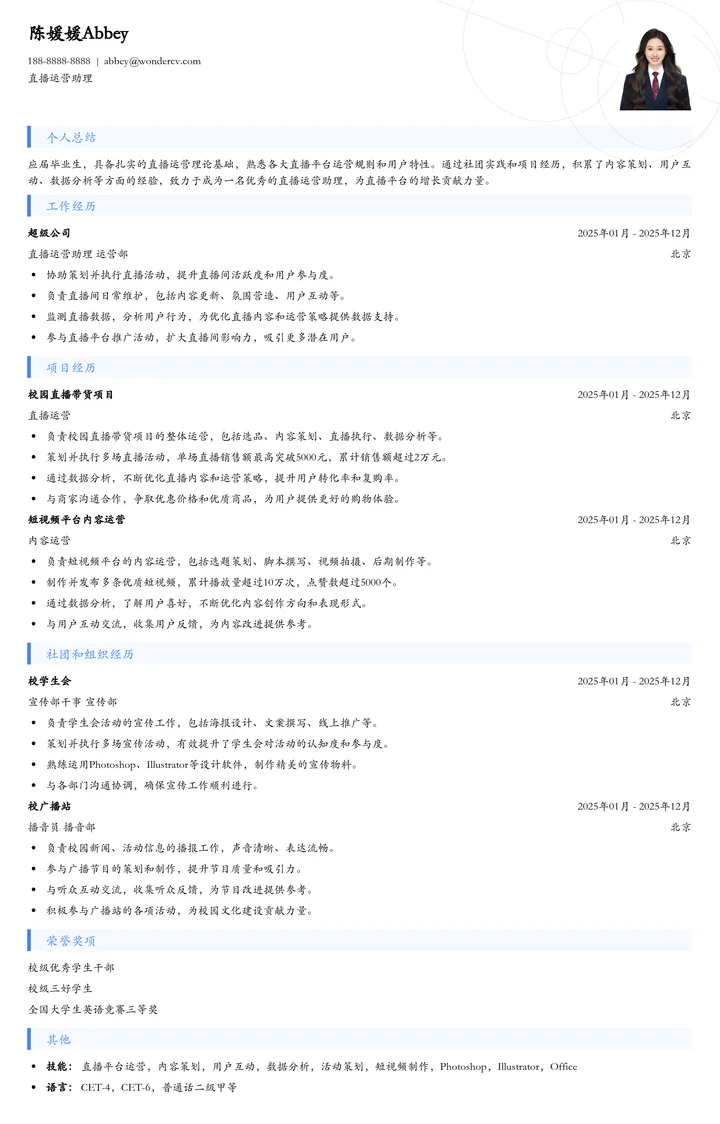 陈媛媛Abbey
188-8888-8888 | abbey@wondercv.com
直播运营助理
个人总结
应届毕业生，具备扎实的直播运营理论基础，熟悉各大直播平台运营规则和用户特性。通过社团实践和项目经历，积累了内容策划、用户互
动、数据分析等方面的经验，致力于成为一名优秀的直播运营助理，为直播平台的增长贡献力量。
工作经历
超级公司 2025年01月 - 2025年12月
直播运营助理 运营部 北京
• 协助策划并执行直播活动，提升直播间活跃度和用户参与度。
• 负责直播间日常维护，包括内容更新、氛围营造、用户互动等。
• 监测直播数据，分析用户行为，为优化直播内容和运营策略提供数据支持。
• 参与直播平台推广活动，扩大直播间影响力，吸引更多潜在用户。
项目经历
校园直播带货项目 2025年01月 - 2025年12月
直播运营 北京
• 负责校园直播带货项目的整体运营，包括选品、内容策划、直播执行、数据分析等。
• 策划并执行多场直播活动，单场直播销售额最高突破5000元，累计销售额超过2万元。
• 通过数据分析，不断优化直播内容和运营策略，提升用户转化率和复购率。
• 与商家沟通合作，争取优惠价格和优质商品，为用户提供更好的购物体验。
短视频平台内容运营 2025年01月 - 2025年12月
内容运营 北京
• 负责短视频平台的内容运营，包括选题策划、脚本撰写、视频拍摄、后期制作等。
• 制作并发布多条优质短视频，累计播放量超过10万次，点赞数超过5000个。
• 通过数据分析，了解用户喜好，不断优化内容创作方向和表现形式。
• 与用户互动交流，收集用户反馈，为内容改进提供参考。
社团和组织经历
校学生会 2025年01月 - 2025年12月
宣传部干事 宣传部 北京
• 负责学生会活动的宣传工作，包括海报设计、文案撰写、线上推广等。
• 策划并执行多场宣传活动，有效提升了学生会对活动的认知度和参与度。
• 熟练运用Photoshop、Illustrator等设计软件，制作精美的宣传物料。
• 与各部门沟通协调，确保宣传工作顺利进行。
校广播站 2025年01月 - 2025年12月
播音员 播音部 北京
• 负责校园新闻、活动信息的播报工作，声音清晰、表达流畅。
• 参与广播节目的策划和制作，提升节目质量和吸引力。
• 与听众互动交流，收集听众反馈，为节目改进提供参考。
• 积极参与广播站的各项活动，为校园文化建设贡献力量。
荣誉奖项
校级优秀学生干部
校级三好学生
全国大学生英语竞赛三等奖
其他
• 技能： 直播平台运营，内容策划，用户互动，数据分析，活动策划，短视频制作，Photoshop，Illustrator，Office
• 语言： CET-4，CET-6，普通话二级甲等